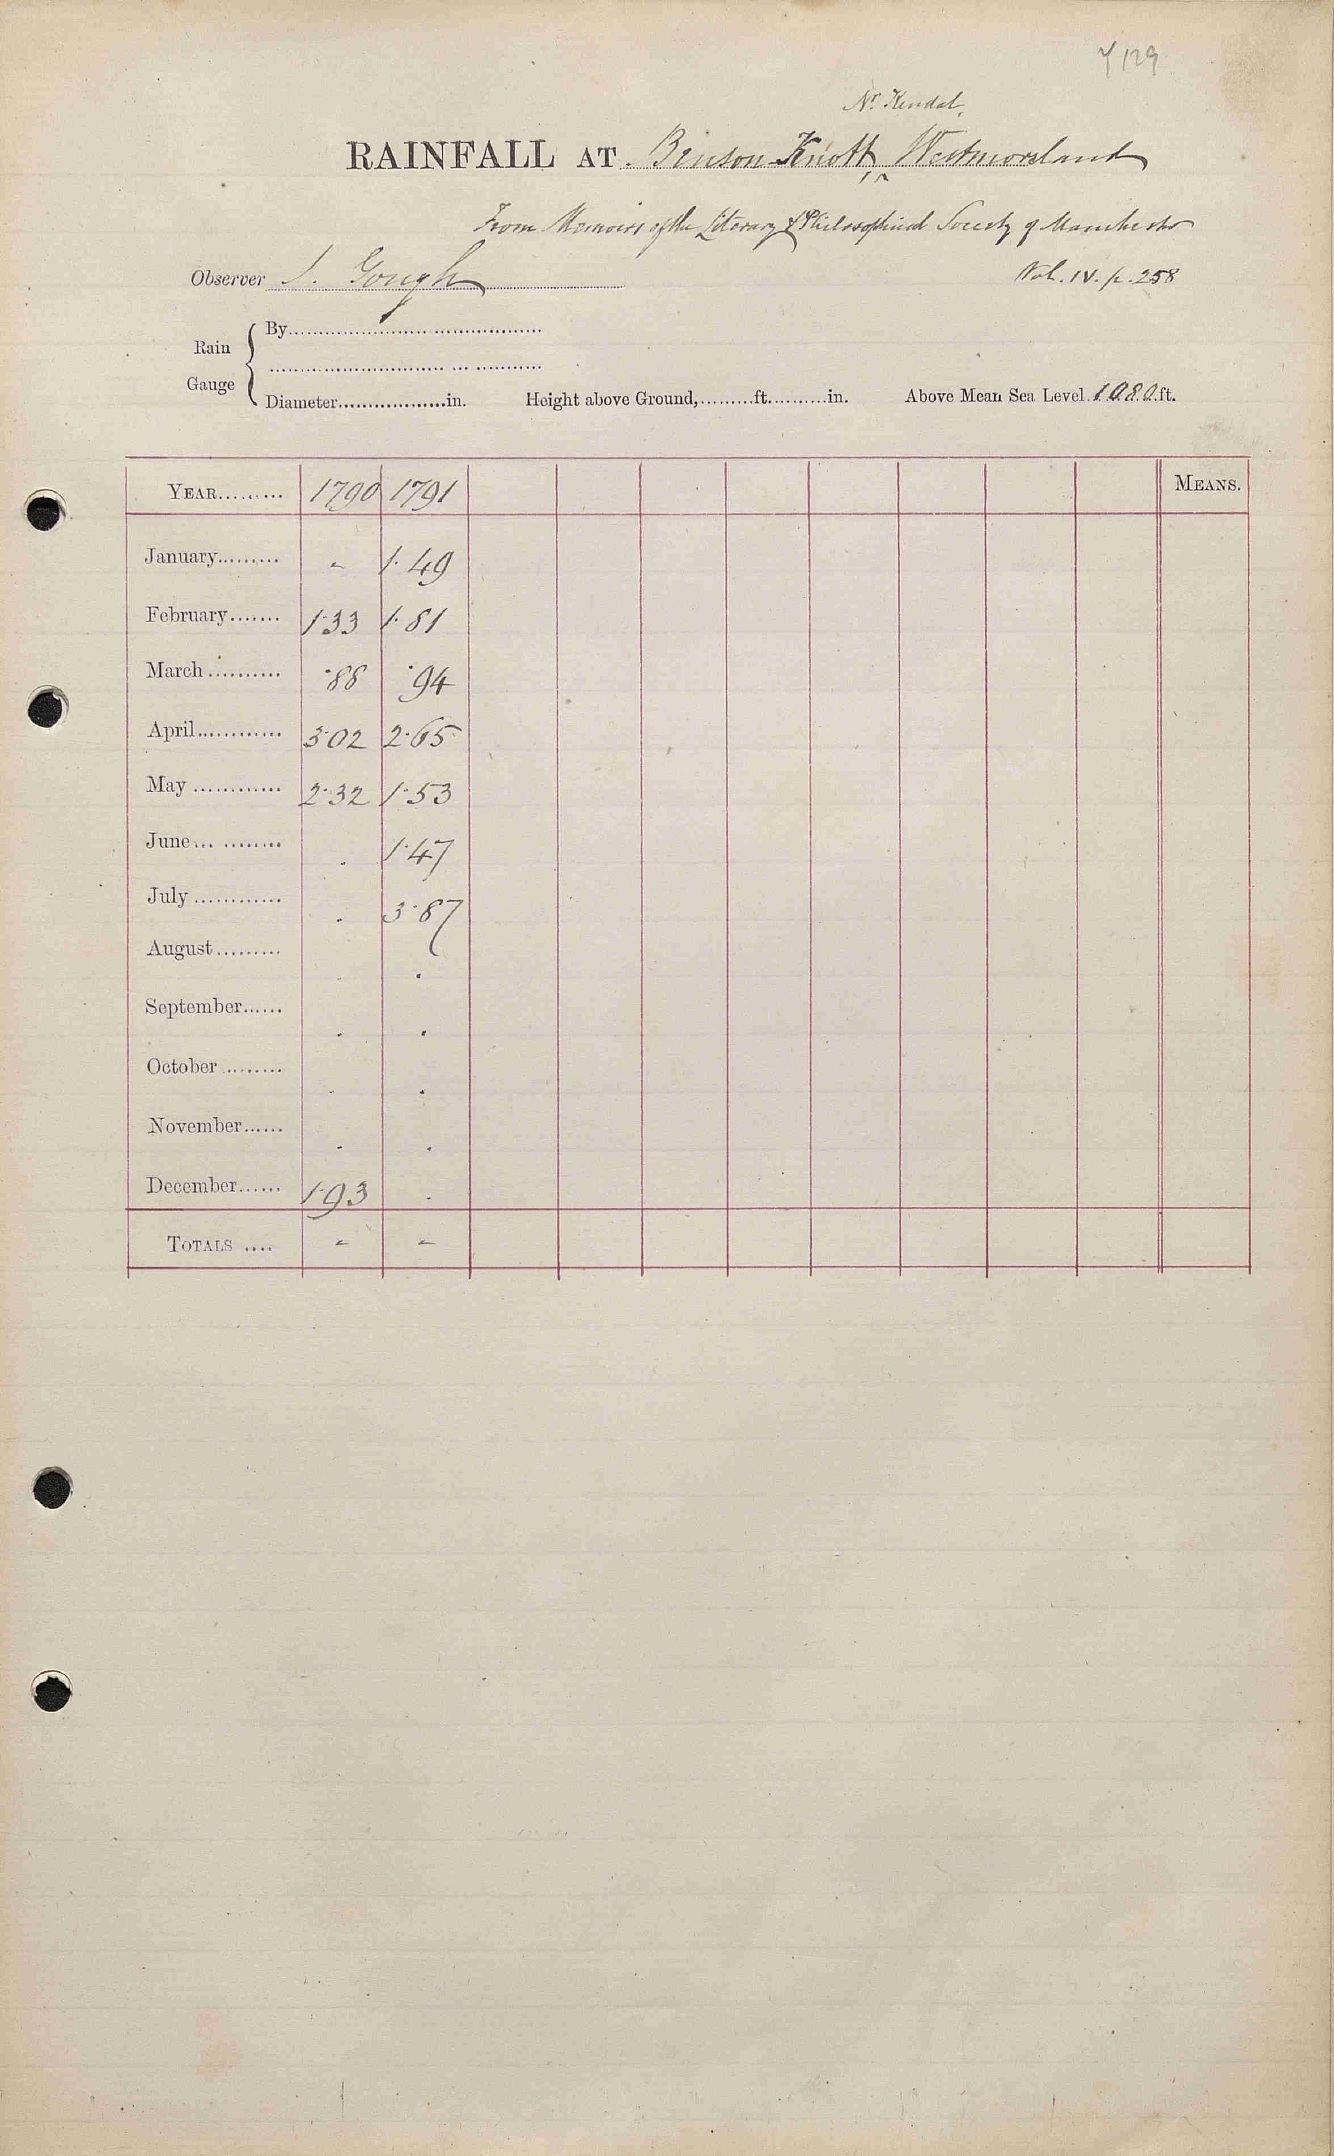 7/129
Nr. Kendal,
RAINFALL AT Benson Knott, Westmorland
From Memoirs of the Literary & Philosophical Society of Manchester
Observer J. Gough
Vol. IV. p. 258
Rain Gauge
By
Diameter in. Height above Ground, ft. in. Above Mean Sea Level 1080 ft.
YEAR 1790 1791 MEANS.
January - 1.49
February 1.33 1.81
March .88 .94
April 3.02 2.65
May 2.32 1.53
June . 1.47
July . 3.87
August . .
September . .
October . .
November . .
December 1.93 .
TOTALS - -